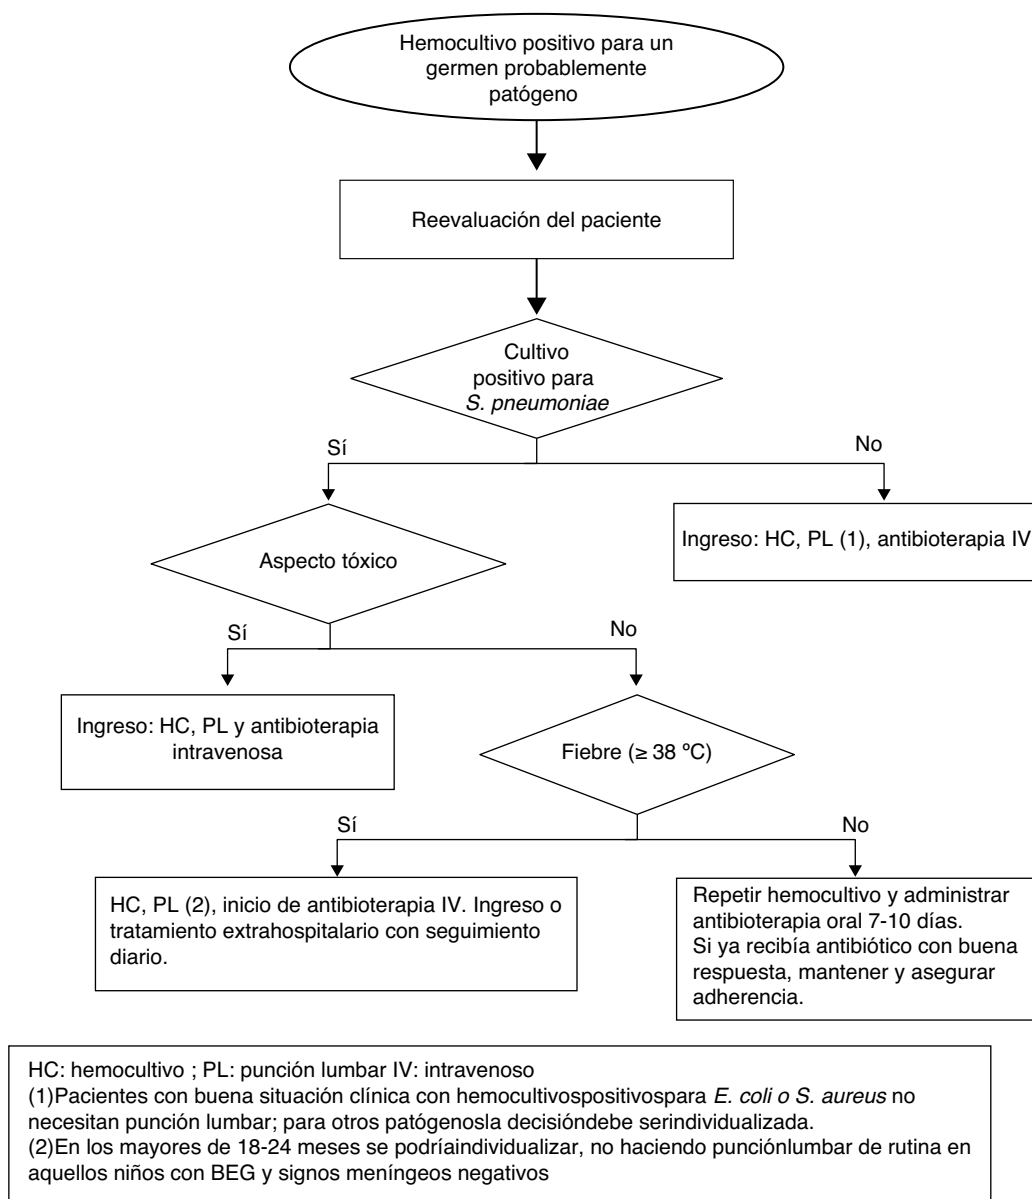 Hemocultivo positivo para un
germen probablemente
patógeno
Reevaluación del paciente
Cultivo
positivo para
S. pneumoniae
Sí
No
Aspecto tóxico
Ingreso: HC, PL (1), antibioterapia IV
Sí
No
Ingreso: HC, PL y antibioterapia
intravenosa
Fiebre (≥ 38 ºC)
Sí
No
HC, PL (2), inicio de antibioterapia IV. Ingreso o
tratamiento extrahospitalario con seguimiento
diario.
Repetir hemocultivo y administrar
antibioterapia oral 7-10 días.
Si ya recibía antibiótico con buena
respuesta, mantener y asegurar
adherencia.
HC: hemocultivo ; PL: punción lumbar IV: intravenoso
(1)Pacientes con buena situación clínica con hemocultivospositivospara E. coli o S. aureus no
necesitan punción lumbar; para otros patógenosla decisióndebe serindividualizada.
(2)En los mayores de 18-24 meses se podríaindividualizar, no haciendo punciónlumbar de rutina en
aquellos niños con BEG y signos meníngeos negativos